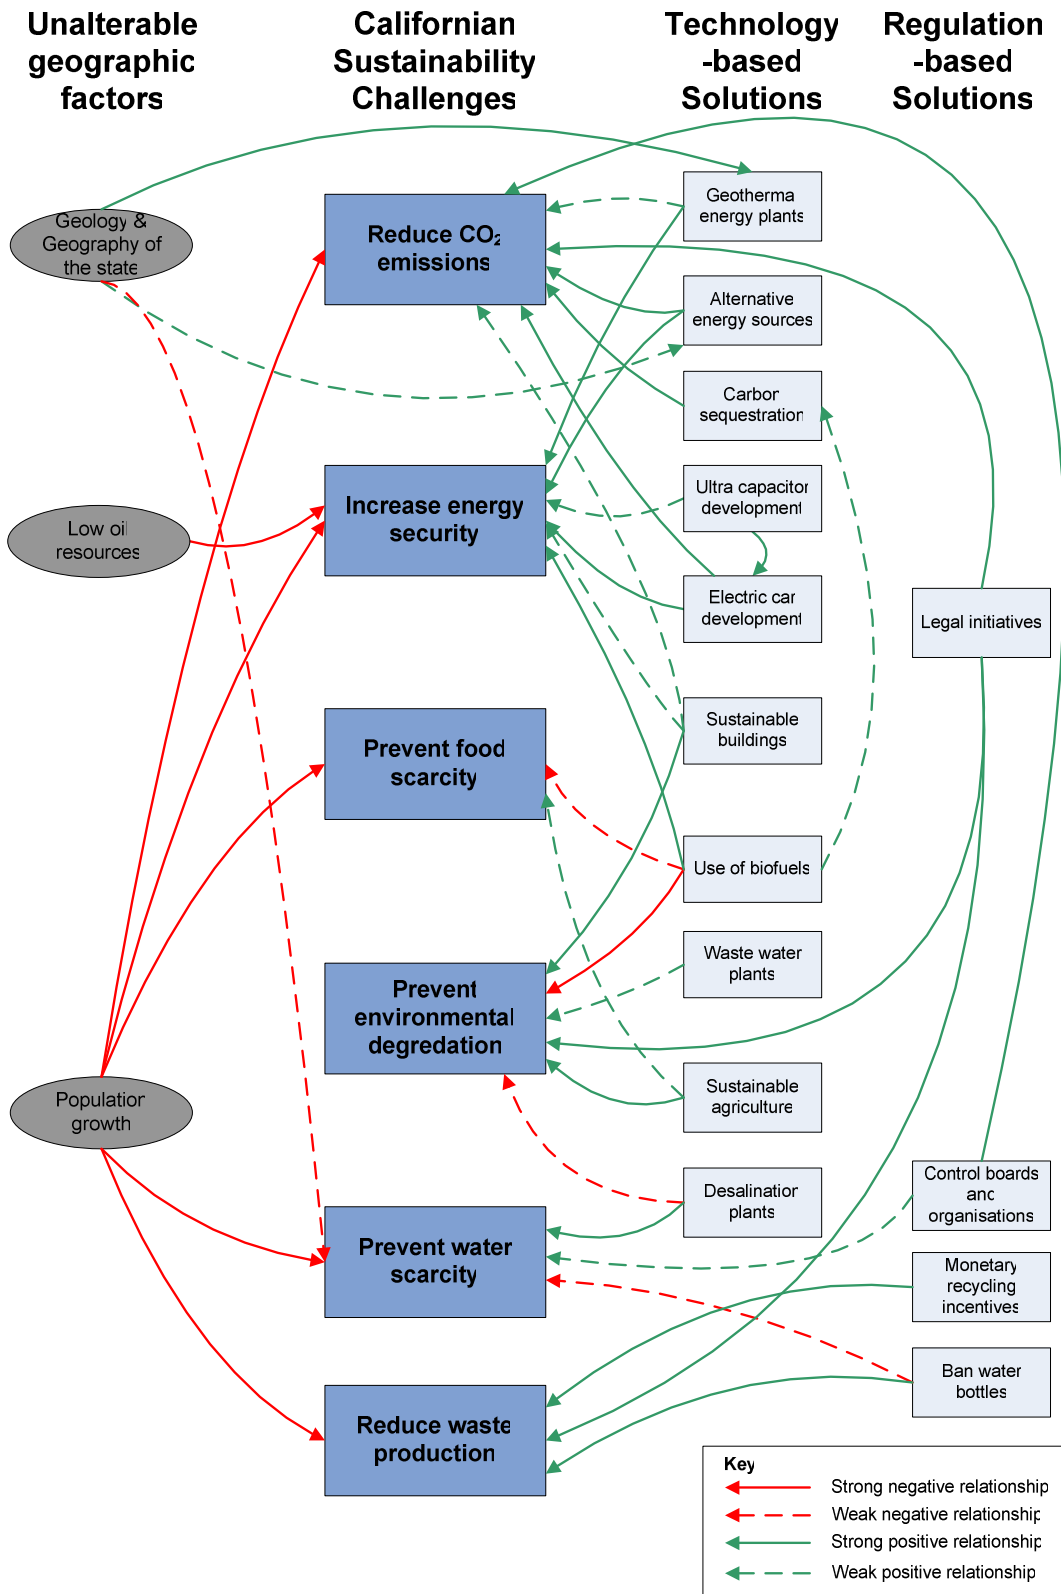 Unalterable
geographic
factors
Californian
Sustainability
Challenges
Technology
-based
Solutions
Regulation
-based
Solutions
Geology &
Geography of
the state
Low oil
resources
Population
growth
Reduce CO₂
emissions
Increase energy
security
Prevent food
scarcity
Prevent
environmental
degredation
Prevent water
scarcity
Reduce waste
production
Geotherma
energy plants
Alternative
energy sources
Carbon
sequestration
Ultra capacitor
development
Electric car
development
Sustainable
buildings
Use of biofuels
Waste water
plants
Sustainable
agriculture
Desalination
plants
Legal initiatives
Control boards
and
organisations
Monetary
recycling
incentives
Ban water
bottles
Key
Strong negative relationship
Weak negative relationship
Strong positive relationship
Weak positive relationship